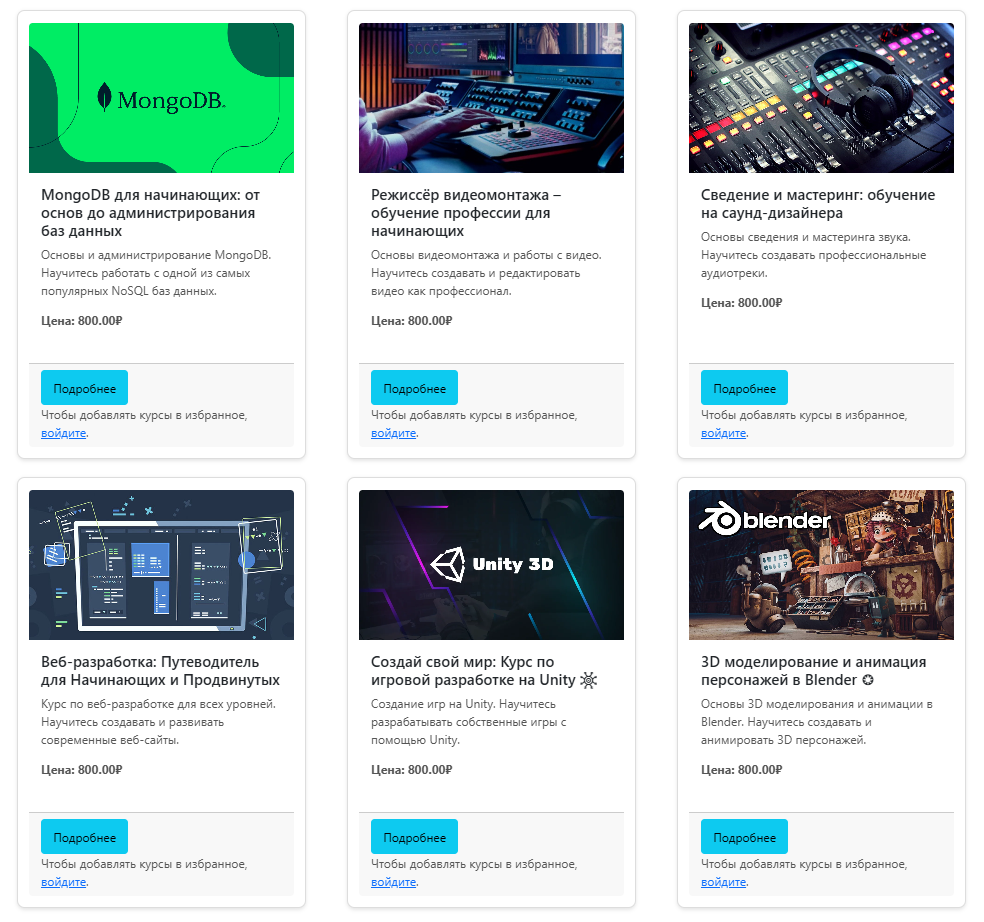 MongoDB.
MongoDB для начинающих: от
основ до администрирования
баз данных
Основы и администрирование MongoDB.
Научитесь работать с одной из самых
популярных NoSQL баз данных.
Цена: 800.00₽
Подробнее
Чтобы добавлять курсы в избранное,
войдите.
Режиссёр видеомонтажа –
обучение профессии для
начинающих
Основы видеомонтажа и работы с видео.
Научитесь создавать и редактировать
видео как профессионал.
Цена: 800.00₽
Подробнее
Чтобы добавлять курсы в избранное,
войдите.
Сведение и мастеринг: обучение
на саунд-дизайнера
Основы сведения и мастеринга звука.
Научитесь создавать профессиональные
аудиотреки.
Цена: 800.00₽
Подробнее
Чтобы добавлять курсы в избранное,
войдите.
Веб-разработка: Путеводитель
для Начинающих и Продвинутых
Курс по веб-разработке для всех уровней.
Научитесь создавать и развивать
современные веб-сайты.
Цена: 800.00₽
Подробнее
Чтобы добавлять курсы в избранное,
войдите.
Unity 3D
Создай свой мир: Курс по
игровой разработке на Unity
Создание игр на Unity. Научитесь
разрабатывать собственные игры с
помощью Unity.
Цена: 800.00₽
Подробнее
Чтобы добавлять курсы в избранное,
войдите.
blender
3D моделирование и анимация
персонажей в Blender
Основы 3D моделирования и анимации в
Blender. Научитесь создавать и
анимировать 3D персонажей.
Цена: 800.00₽
Подробнее
Чтобы добавлять курсы в избранное,
войдите.